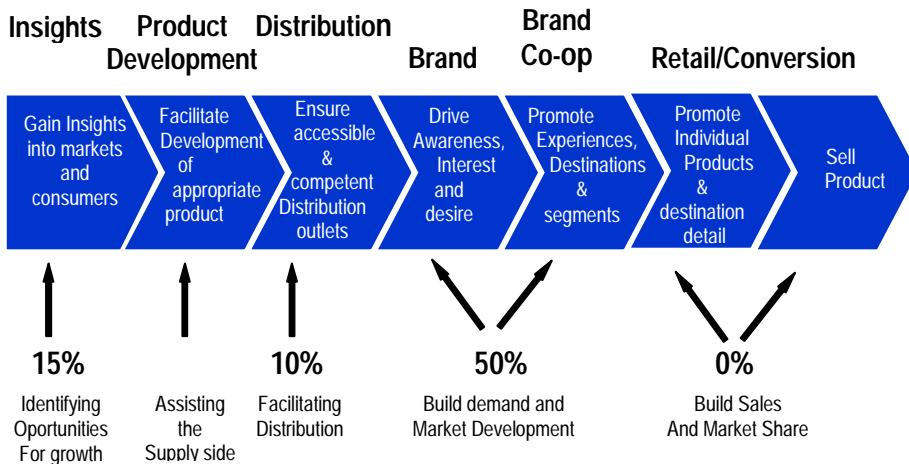 Insights
Product
Development
Distribution
Brand
Brand
Co-op
Retail/Conversion
Gain Insights
into markets
and
consumers
Facilitate
Development
of
appropriate
product
Ensure
accessible
&
competent
Distribution
outlets
Drive
Awareness,
Interest
and
desire
Promote
Experiences,
Destinations
&
segments
Promote
Individual
Products
&
destination
detail
Sell
Product
15%
10%
50%
0%
Identifying
Oportunities
For growth
Assisting
the
Supply side
Facilitating
Distribution
Build demand and
Market Development
Build Sales
And Market Share